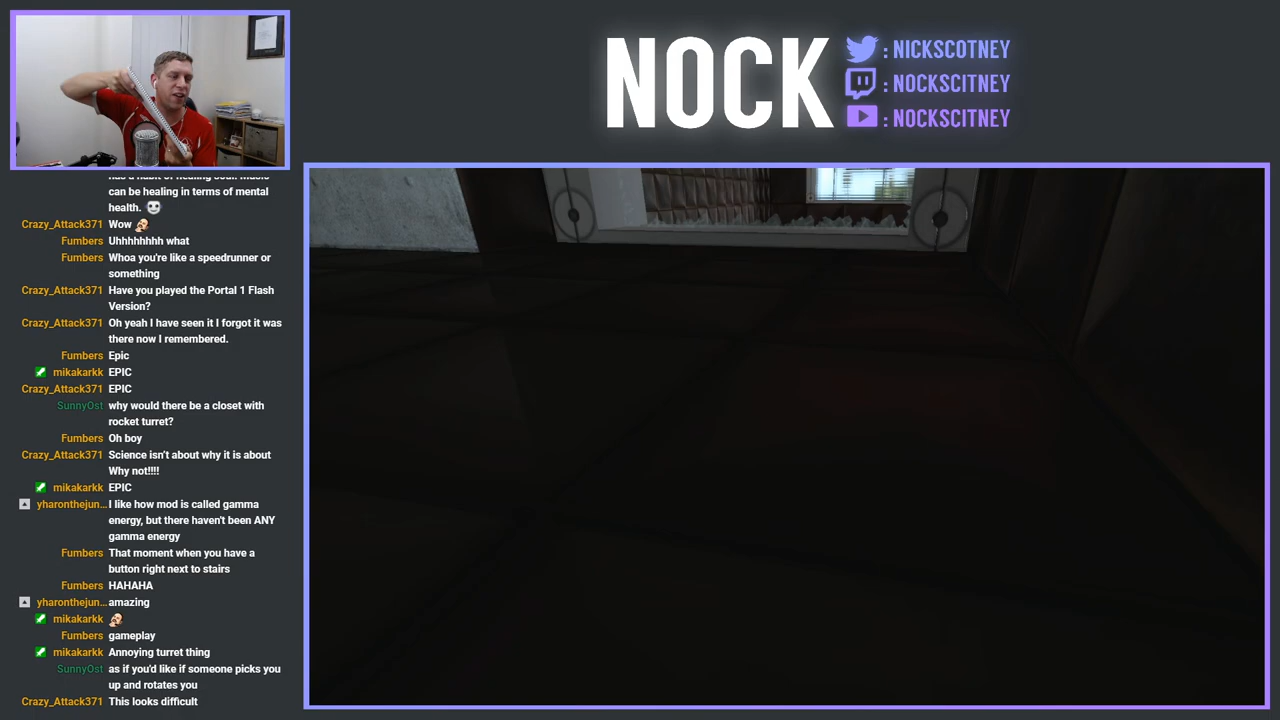 NOCK
: NICKSCOTNEY
: NOCKSCITNEY
: NOCKSCITNEY
has a habit of healing soul. Music
can be healing in terms of mental
health.
Crazy_Attack371 Wow
Fumbers Uhhhhhhhh what
Fumbers Whoa you're like a speedrunner or
something
Crazy_Attack371 Have you played the Portal 1 Flash
Version?
Crazy_Attack371 Oh yeah I have seen it I forgot it was
there now I remembered.
Fumbers Epic
mikakarkk EPIC
Crazy_Attack371 EPIC
SunnyOst why would there be a closet with
rocket turret?
Fumbers Oh boy
Crazy_Attack371 Science isn't about why it is about
Why not!!!!
mikakarkk EPIC
yharonthejun... I like how mod is called gamma
energy, but there haven't been ANY
gamma energy
Fumbers That moment when you have a
button right next to stairs
Fumbers HAHAHA
yharonthejun... amazing
mikakarkk
Fumbers gameplay
mikakarkk Annoying turret thing
SunnyOst as if you'd like if someone picks you
up and rotates you
Crazy_Attack371 This looks difficult